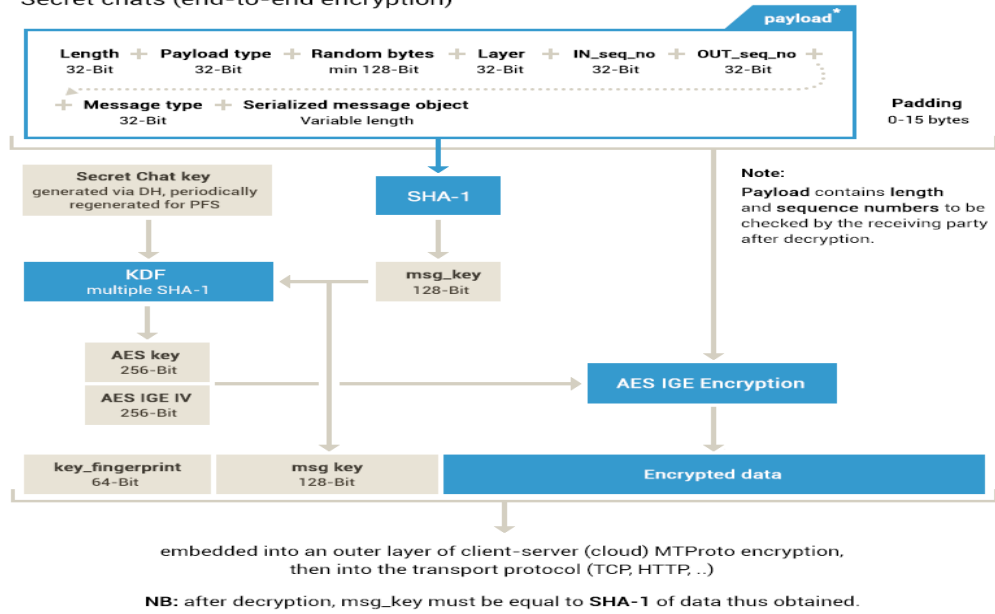 Secret chats (end-to-end encryption)
payload*
Length + Payload type + Random bytes + Layer + IN_seq_no + OUT_seq_no +
32-Bit 32-Bit min 128-Bit 32-Bit 32-Bit 32-Bit
+ Message type + Serialized message object
32-Bit Variable length
Padding
0-15 bytes
Secret Chat key
generated via DH, periodically
regenerated for PFS
SHA-1
Note:
Payload contains length
and sequence numbers to be
checked by the receiving party
after decryption.
KDF
multiple SHA-1
msg_key
128-Bit
AES key
256-Bit
AES IGE IV
256-Bit
AES IGE Encryption
key_fingerprint
64-Bit
msg key
128-Bit
Encrypted data
embedded into an outer layer of client-server (cloud) MTProto encryption,
then into the transport protocol (TCP, HTTP, ..)
NB: after decryption, msg_key must be equal to SHA-1 of data thus obtained.